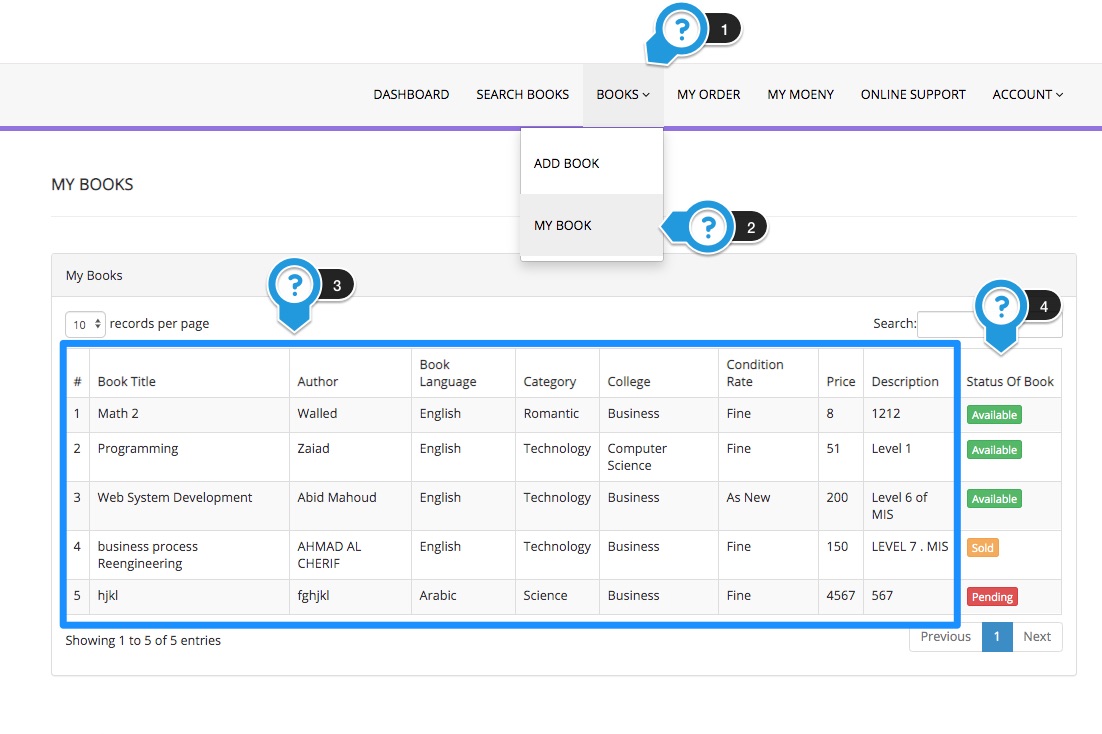 ? 1
DASHBOARD SEARCH BOOKS BOOKS MY ORDER MY MOENY ONLINE SUPPORT ACCOUNT
ADD BOOK
MY BOOKS
MY BOOK
? 2
My Books
? 3
? 4
10 records per page
Search:
# Book Title Author Book Language Category College Condition Rate Price Description Status Of Book
1 Math 2 Walled English Romantic Business Fine 8 1212 Available
2 Programming Zaiad English Technology Computer Science Fine 51 Level 1 Available
3 Web System Development Abid Mahoud English Technology Business As New 200 Level 6 of MIS Available
4 business process Reengineering AHMAD AL CHERIF English Technology Business Fine 150 LEVEL 7 . MIS Sold
5 hjkl fghjkl Arabic Science Business Fine 4567 567 Pending
Showing 1 to 5 of 5 entries
Previous 1 Next